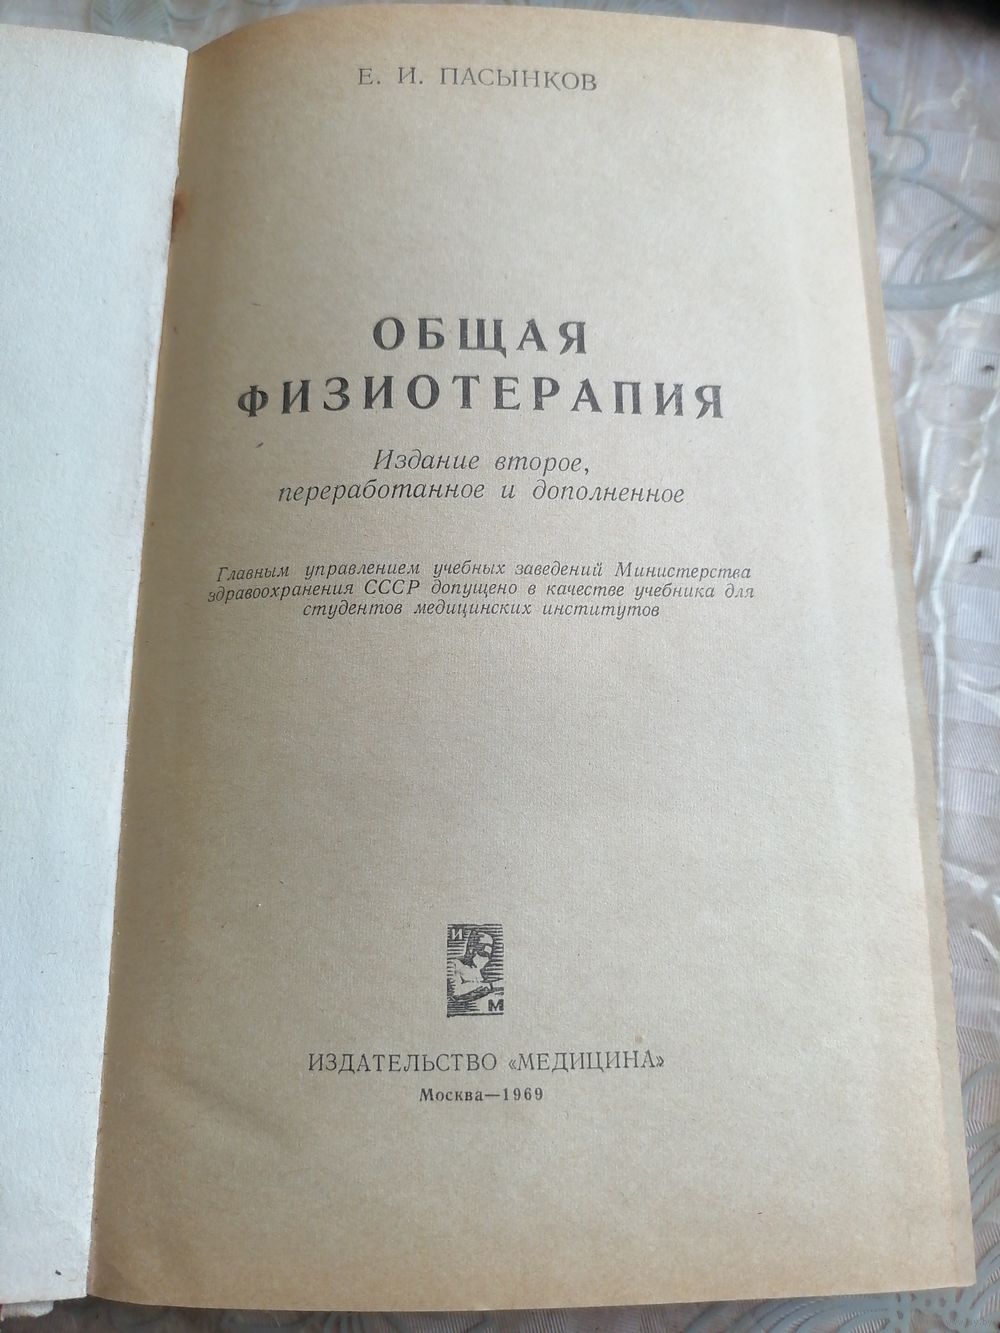 Е. И. ПАСЫНКОВ
ОБЩАЯ
ФИЗИОТЕРАПИЯ
Издание второе,
переработанное и дополненное
Главным управлением учебных заведений Министерства
здравоохранения СССР допущено в качестве учебника для
студентов медицинских институтов
И
М
ИЗДАТЕЛЬСТВО «МЕДИЦИНА»
Москва—1969